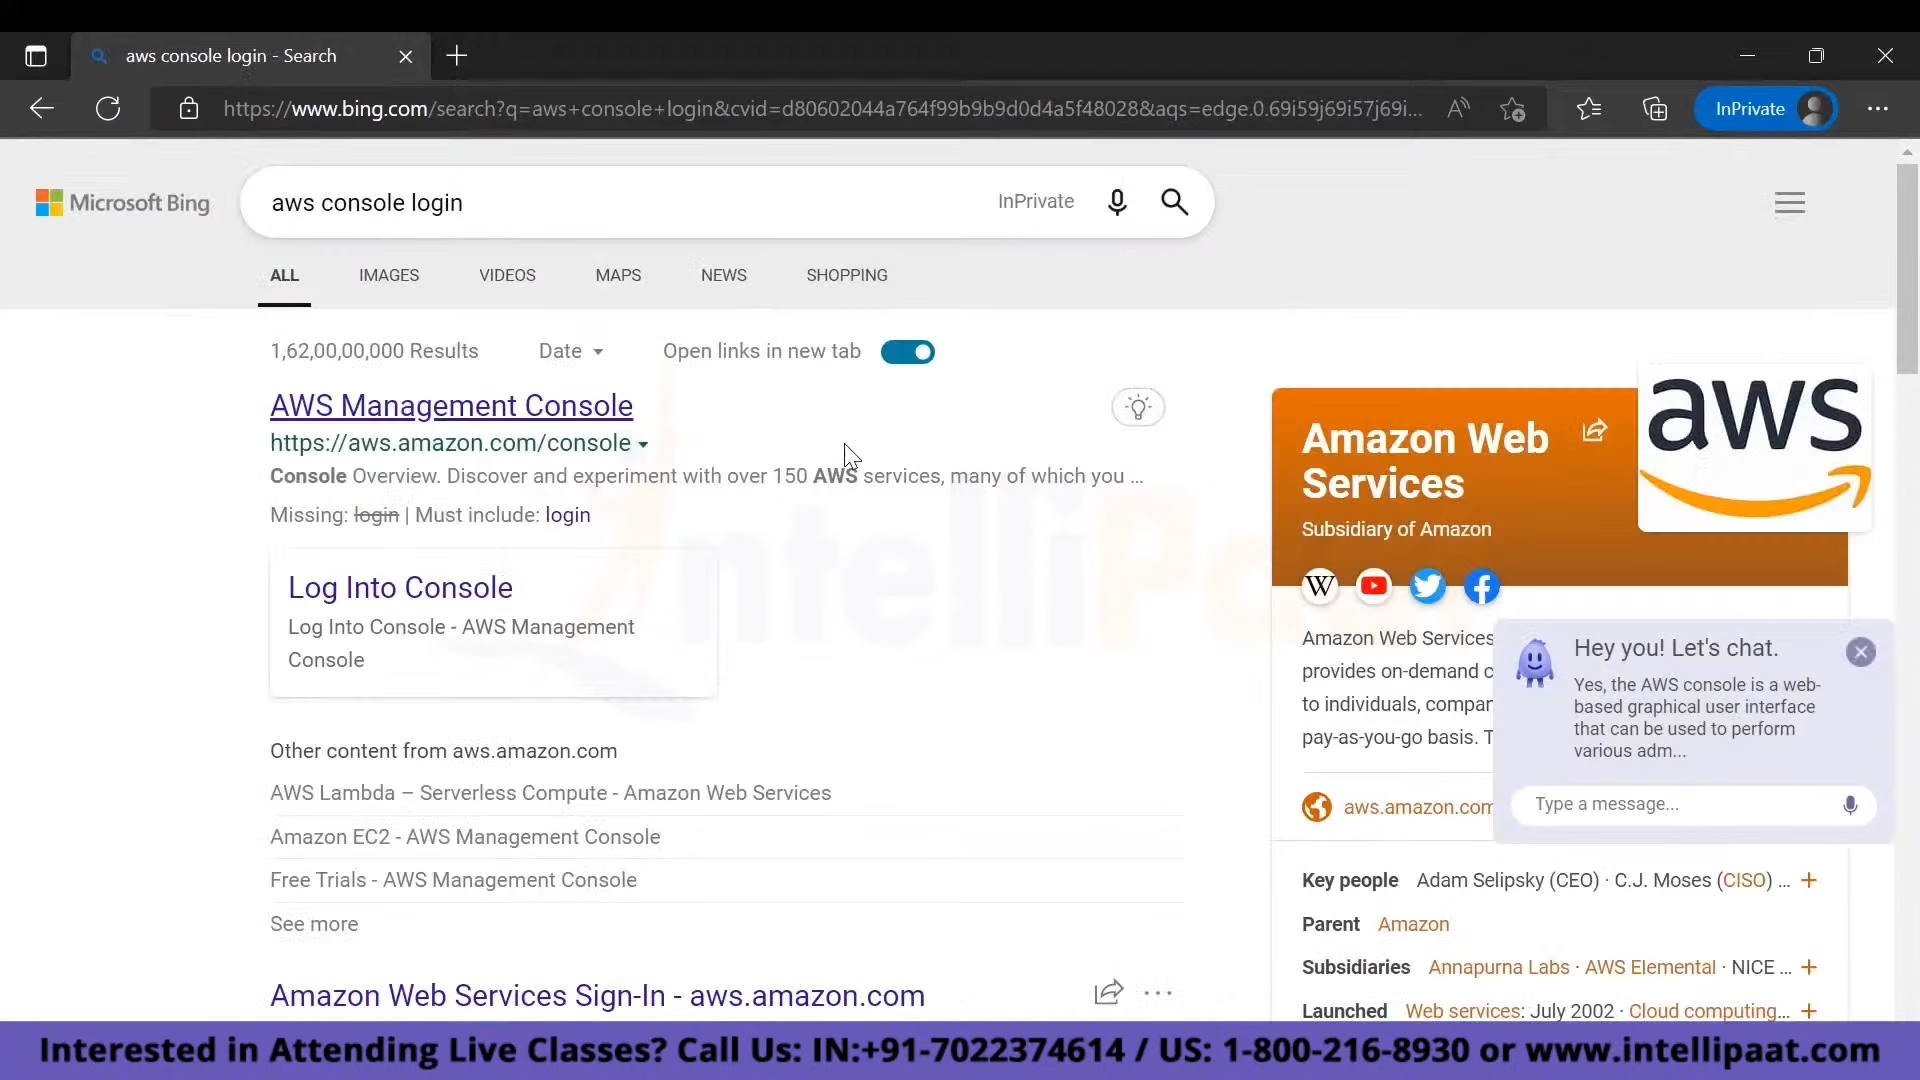 aws console login - Search
https://www.bing.com/search?q=aws+console+login&cvid=d80602044a764f99b9b9d0d4a5f48028&aqs=edge.0.69i59j69i57j69i...
InPrivate
Microsoft Bing
aws console login
InPrivate
ALL IMAGES VIDEOS MAPS NEWS SHOPPING
1,62,00,00,000 Results Date Open links in new tab
AWS Management Console
https://aws.amazon.com/console
Console Overview. Discover and experiment with over 150 AWS services, many of which you ...
Missing: login | Must include: login
Log Into Console
Log Into Console - AWS Management
Console
Other content from aws.amazon.com
AWS Lambda – Serverless Compute - Amazon Web Services
Amazon EC2 - AWS Management Console
Free Trials - AWS Management Console
See more
Amazon Web Services Sign-In - aws.amazon.com
Amazon Web
Services
Subsidiary of Amazon
aws
W
Amazon Web Services
provides on-demand c
to individuals, compan
pay-as-you-go basis. T
aws.amazon.com
Hey you! Let's chat.
Yes, the AWS console is a web-
based graphical user interface
that can be used to perform
various adm...
Type a message...
Key people Adam Selipsky (CEO) · C.J. Moses (CISO) ...
Parent Amazon
Subsidiaries Annapurna Labs · AWS Elemental · NICE ...
Launched Web services: July 2002 · Cloud computing...
IntelliPa
Interested in Attending Live Classes? Call Us: IN:+91-7022374614 / US: 1-800-216-8930 or www.intellipaat.com